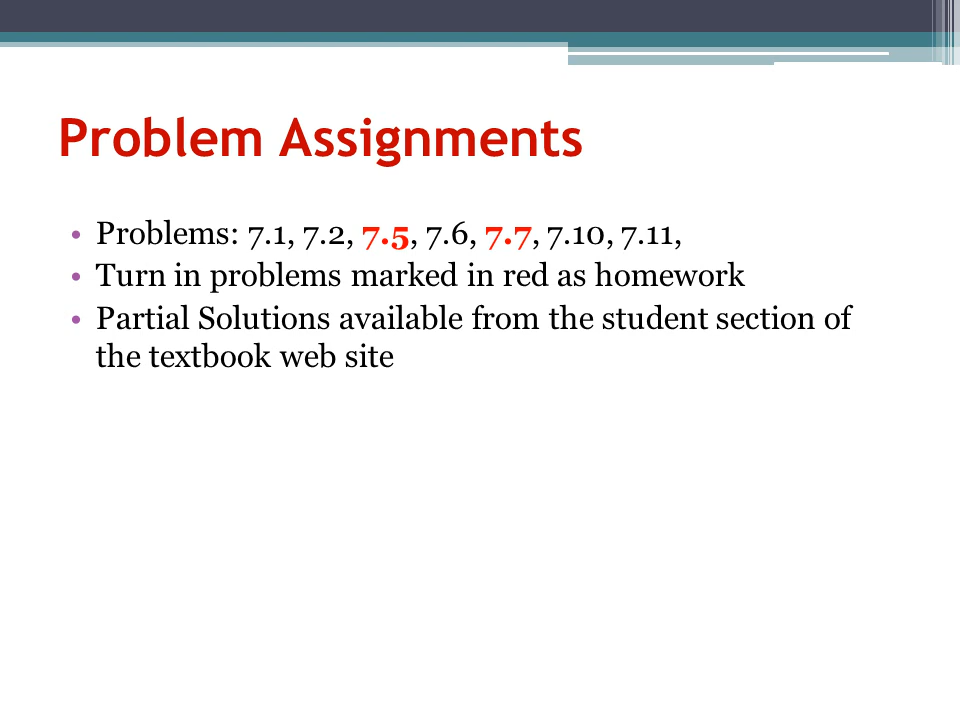 Problem Assignments
• Problems: 7.1, 7.2, 7.5, 7.6, 7.7, 7.10, 7.11,
• Turn in problems marked in red as homework
• Partial Solutions available from the student section of
the textbook web site